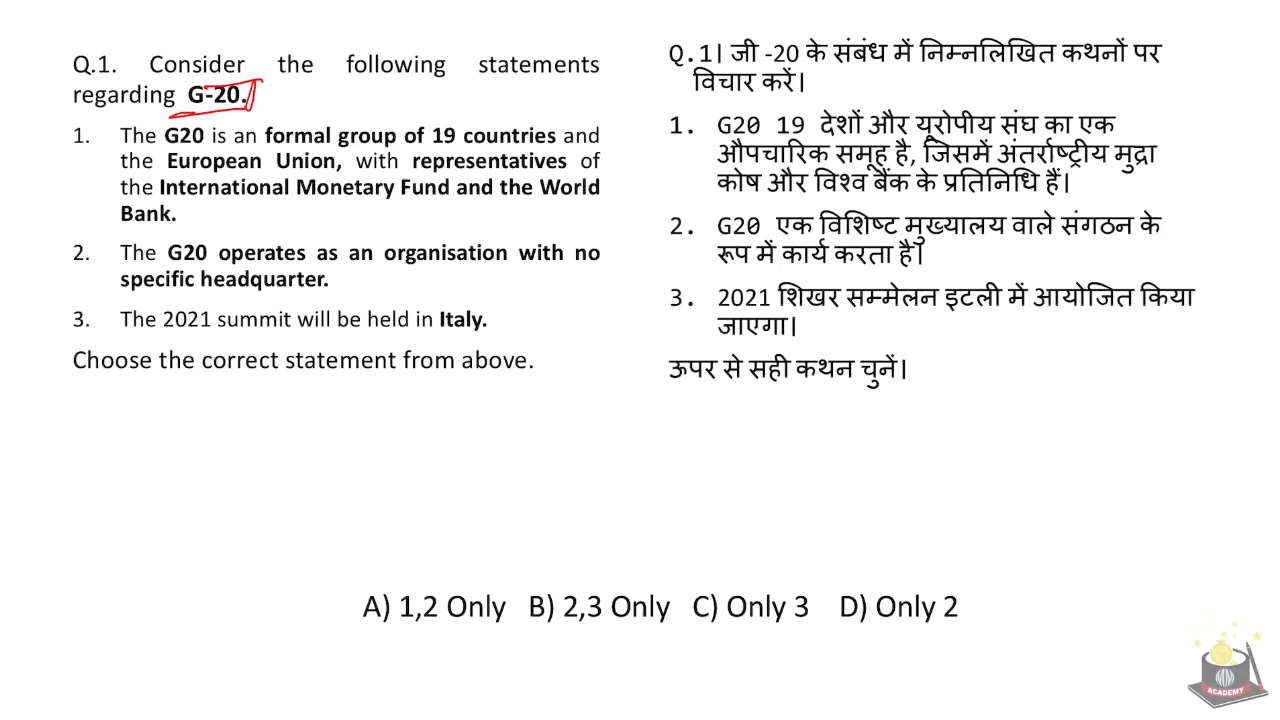 Q.1. Consider the following statements
regarding G-20.
1. The G20 is an formal group of 19 countries and
the European Union, with representatives of
the International Monetary Fund and the World
Bank.
2. The G20 operates as an organisation with no
specific headquarter.
3. The 2021 summit will be held in Italy.
Choose the correct statement from above.
Q.1। जी -20 के संबंध में निम्नलिखित कथनों पर
विचार करें।
1. G20 19 देशों और यूरोपीय संघ का एक
औपचारिक समूह है, जिसमें अंतर्राष्ट्रीय मुद्रा
कोष और विश्व बैंक के प्रतिनिधि हैं।
2. G20 एक विशिष्ट मुख्यालय वाले संगठन के
रूप में कार्य करता है।
3. 2021 शिखर सम्मेलन इटली में आयोजित किया
जाएगा।
ऊपर से सही कथन चुनें।
A) 1,2 Only B) 2,3 Only C) Only 3 D) Only 2
ACADEMY